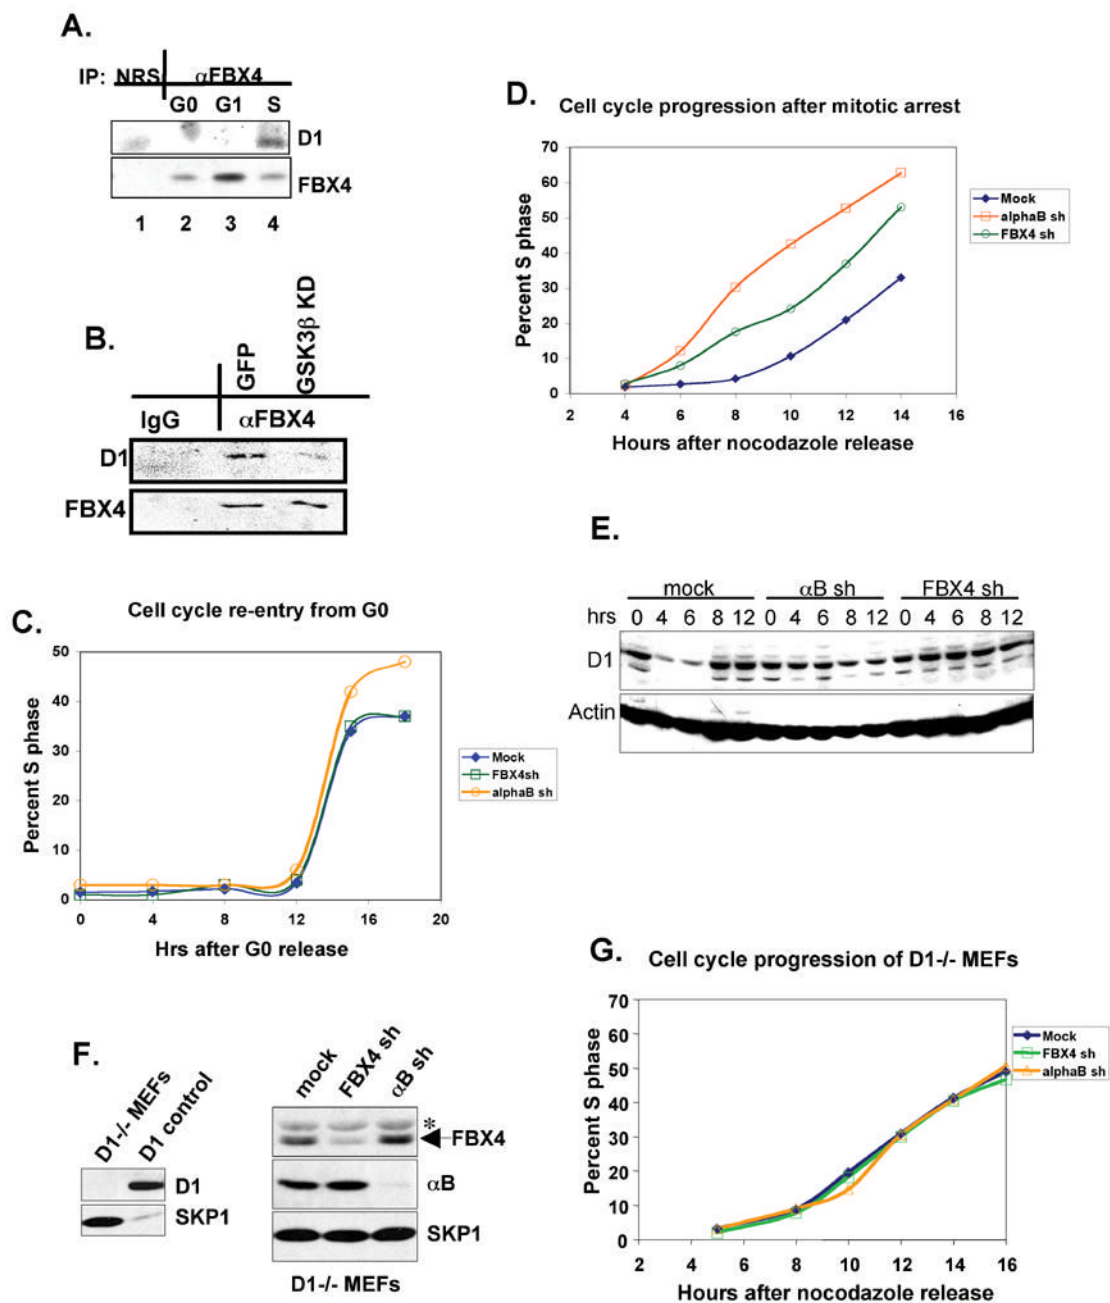 A.
IP: NRS αFBX4
G0 G1 S
D1
FBX4
1 2 3 4
B.
GFP
GSK3β KD
IgG αFBX4
D1
FBX4
C.
Cell cycle re-entry from G0
Percent S phase
50
40
30
20
10
0
0 4 8 12 16 20
Hrs after G0 release
Mock
FBX4sh
alphaB sh
D.
Cell cycle progression after mitotic arrest
Percent S phase
70
60
50
40
30
20
10
0
2 4 6 8 10 12 14 16
Hours after nocodazole release
Mock
alphaB sh
FBX4 sh
E.
mock αB sh FBX4 sh
hrs 0 4 6 8 12 0 4 6 8 12 0 4 6 8 12
D1
Actin
F.
D1-/- MEFs
D1 control
D1
SKP1
mock
FBX4 sh
αB sh
*
FBX4
αB
SKP1
D1-/- MEFs
G.
Cell cycle progression of D1-/- MEFs
Percent S phase
70
60
50
40
30
20
10
0
2 4 6 8 10 12 14 16
Hours after nocodazole release
Mock
FBX4 sh
alphaB sh